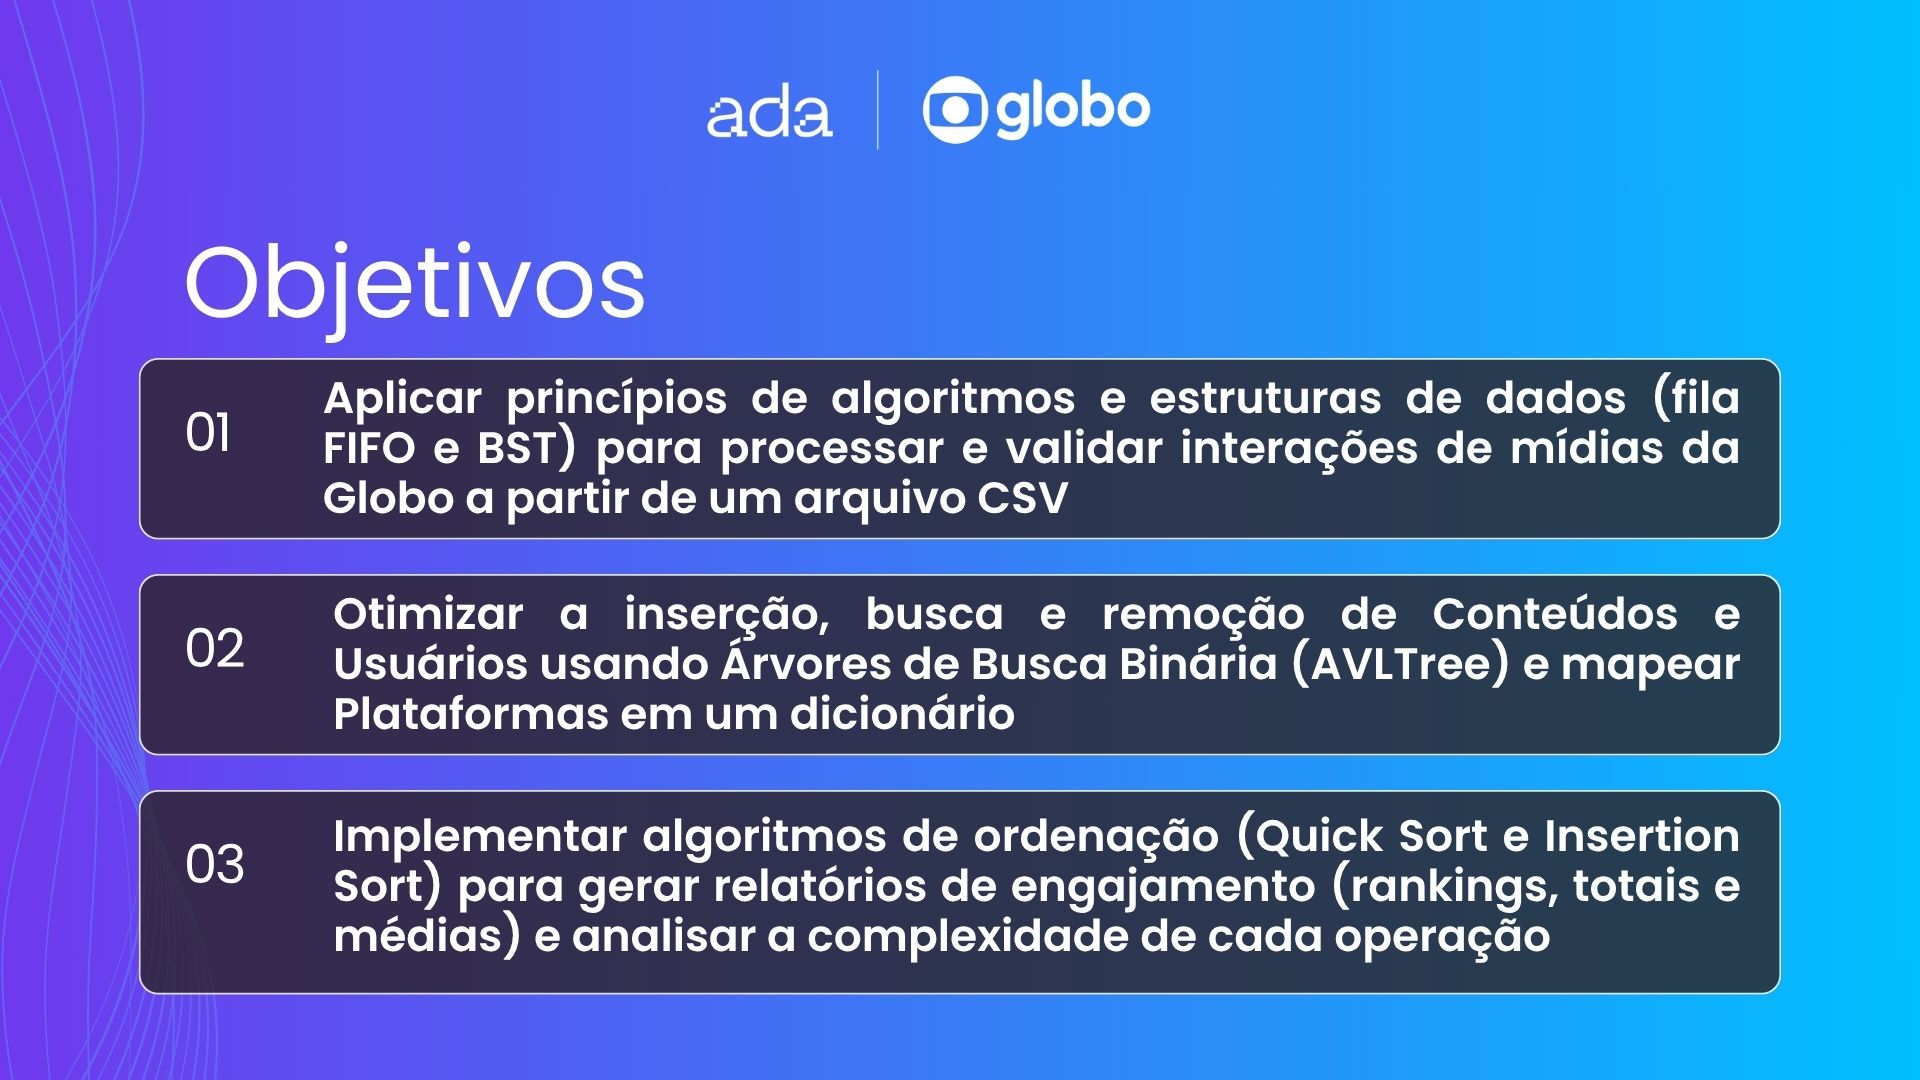 ada
globo
Objetivos
01
Aplicar princípios de algoritmos e estruturas de dados (fila
FIFO e BST) para processar e validar interações de mídias da
Globo a partir de um arquivo CSV
02
Otimizar a inserção, busca e remoção de Conteúdos e
Usuários usando Árvores de Busca Binária (AVLTree) e mapear
Plataformas em um dicionário
03
Implementar algoritmos de ordenação (Quick Sort e Insertion
Sort) para gerar relatórios de engajamento (rankings, totais e
médias) e analisar a complexidade de cada operação